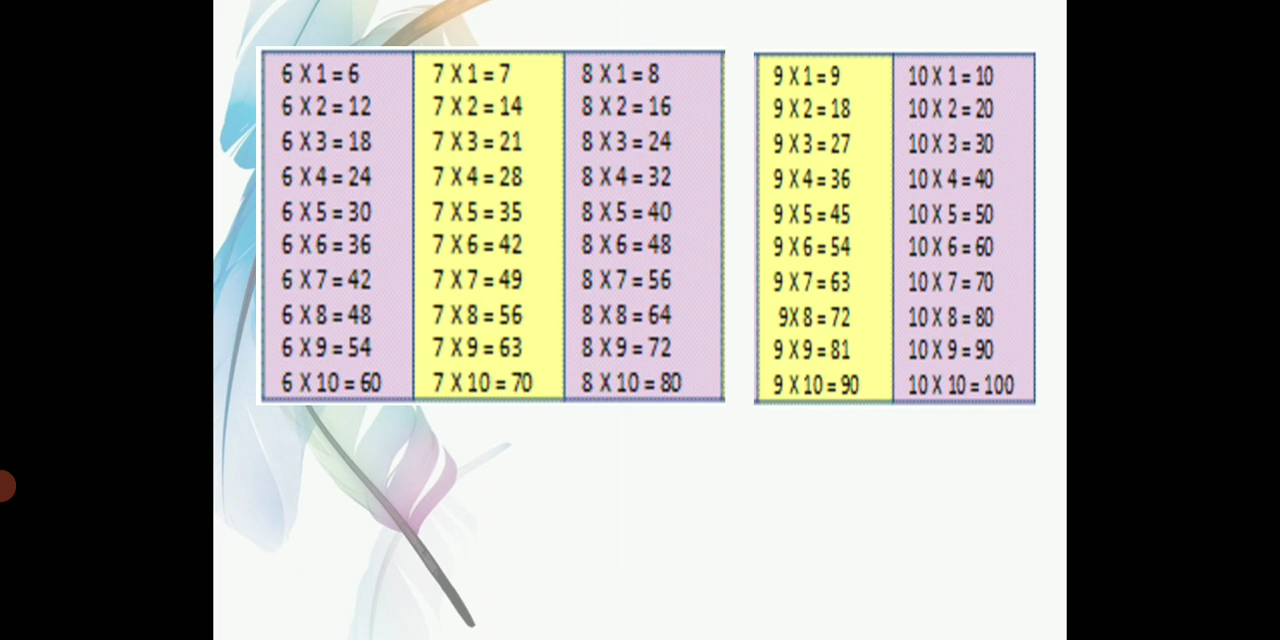 6 X 1 = 6
6 X 2 = 12
6 X 3 = 18
6 X 4 = 24
6 X 5 = 30
6 X 6 = 36
6 X 7 = 42
6 X 8 = 48
6 X 9 = 54
6 X 10 = 60
7 X 1 = 7
7 X 2 = 14
7 X 3 = 21
7 X 4 = 28
7 X 5 = 35
7 X 6 = 42
7 X 7 = 49
7 X 8 = 56
7 X 9 = 63
7 X 10 = 70
8 X 1 = 8
8 X 2 = 16
8 X 3 = 24
8 X 4 = 32
8 X 5 = 40
8 X 6 = 48
8 X 7 = 56
8 X 8 = 64
8 X 9 = 72
8 X 10 = 80
9 X 1 = 9
9 X 2 = 18
9 X 3 = 27
9 X 4 = 36
9 X 5 = 45
9 X 6 = 54
9 X 7 = 63
9X 8 = 72
9 X 9 = 81
9 X 10 = 90
10 X 1 = 10
10 X 2 = 20
10 X 3 = 30
10 X 4 = 40
10 X 5 = 50
10 X 6 = 60
10 X 7 = 70
10 X 8 = 80
10 X 9 = 90
10 X 10 = 100